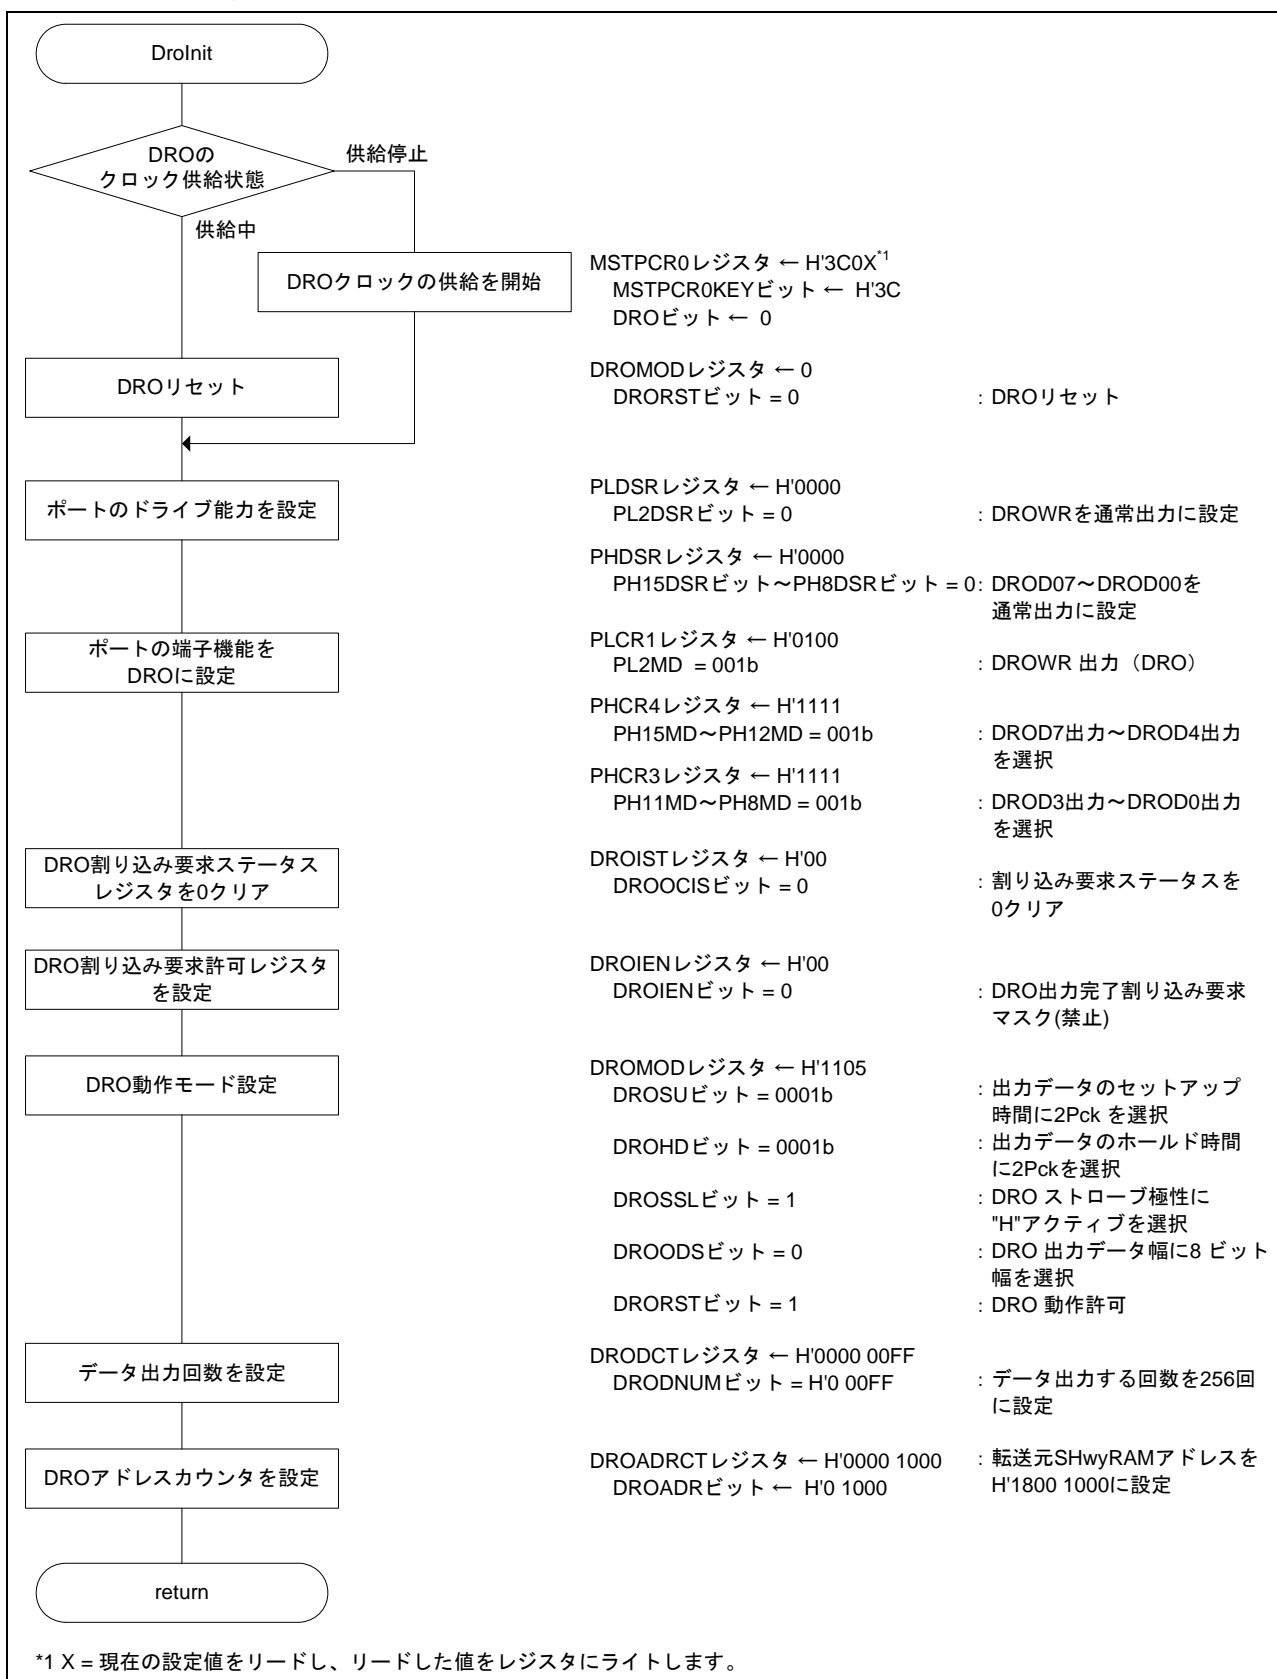 DroInit
DROの
クロック供給状態
供給停止
供給中
DROクロックの供給を開始
MSTPCR0レジスタ ← H'3C0X*1
MSTPCR0KEYビット ← H'3C
DROビット ← 0
DROリセット
DROMODレジスタ ← 0
DRORSTビット = 0 : DROリセット
ポートのドライブ能力を設定
PLDSRレジスタ ← H'0000
PL2DSRビット = 0 : DROWRを通常出力に設定
PHDSRレジスタ ← H'0000
PH15DSRビット～PH8DSRビット = 0 : DROD07～DROD00を
通常出力に設定
ポートの端子機能を
DROに設定
PLCR1レジスタ ← H'0100
PL2MD = 001b : DROWR 出力（DRO）
PHCR4レジスタ ← H'1111
PH15MD～PH12MD = 001b : DROD7出力～DROD4出力
を選択
PHCR3レジスタ ← H'1111
PH11MD～PH8MD = 001b : DROD3出力～DROD0出力
を選択
DRO割り込み要求ステータス
レジスタを0クリア
DROISTレジスタ ← H'00
DROOCISビット = 0 : 割り込み要求ステータスを
0クリア
DRO割り込み要求許可レジスタ
を設定
DROIENレジスタ ← H'00
DROIENビット = 0 : DRO出力完了割り込み要求
マスク(禁止)
DRO動作モード設定
DROMODレジスタ ← H'1105
DROSUビット = 0001b : 出力データのセットアップ
時間に2Pck を選択
DROHDビット = 0001b : 出力データのホールド時間
に2Pckを選択
DROSSLビット = 1 : DRO ストローブ極性に
"H"アクティブを選択
DROODSビット = 0 : DRO 出力データ幅に8 ビット
幅を選択
DRORSTビット = 1 : DRO 動作許可
データ出力回数を設定
DRODCTレジスタ ← H'0000 00FF
DRODNUMビット = H'0 00FF : データ出力する回数を256回
に設定
DROアドレスカウンタを設定
DROADRCTレジスタ ← H'0000 1000 : 転送元SHwyRAMアドレスを
DROADRビット ← H'0 1000 H'1800 1000に設定
return
*1 X = 現在の設定値をリードし、リードした値をレジスタにライトします。